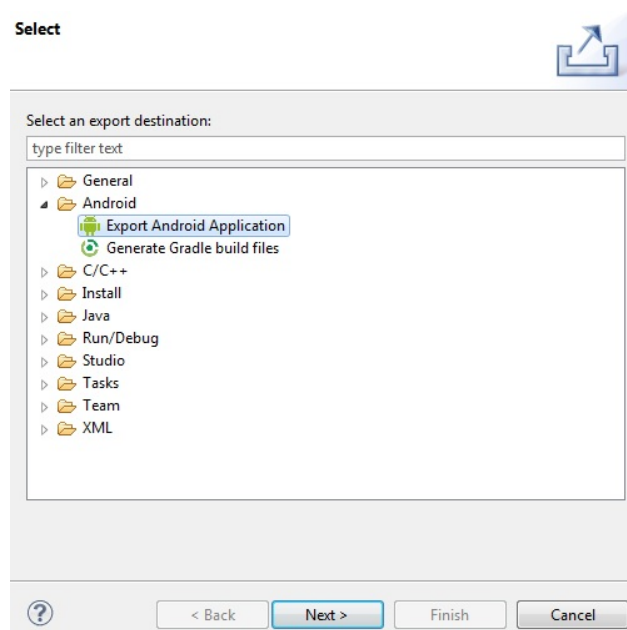 Select
Select an export destination:
type filter text
General
Android
Export Android Application
Generate Gradle build files
C/C++
Install
Java
Run/Debug
Studio
Tasks
Team
XML
?
< Back
Next >
Finish
Cancel